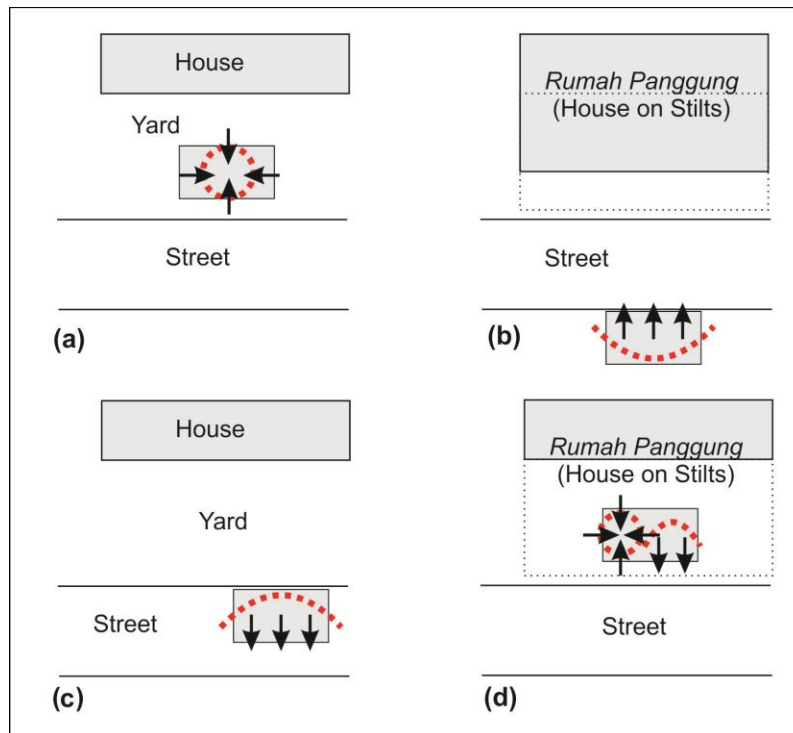 House
Yard
Street
(a)
Rumah Panggung
(House on Stilts)
Street
(b)
House
Yard
Street
(c)
Rumah Panggung
(House on Stilts)
Street
(d)